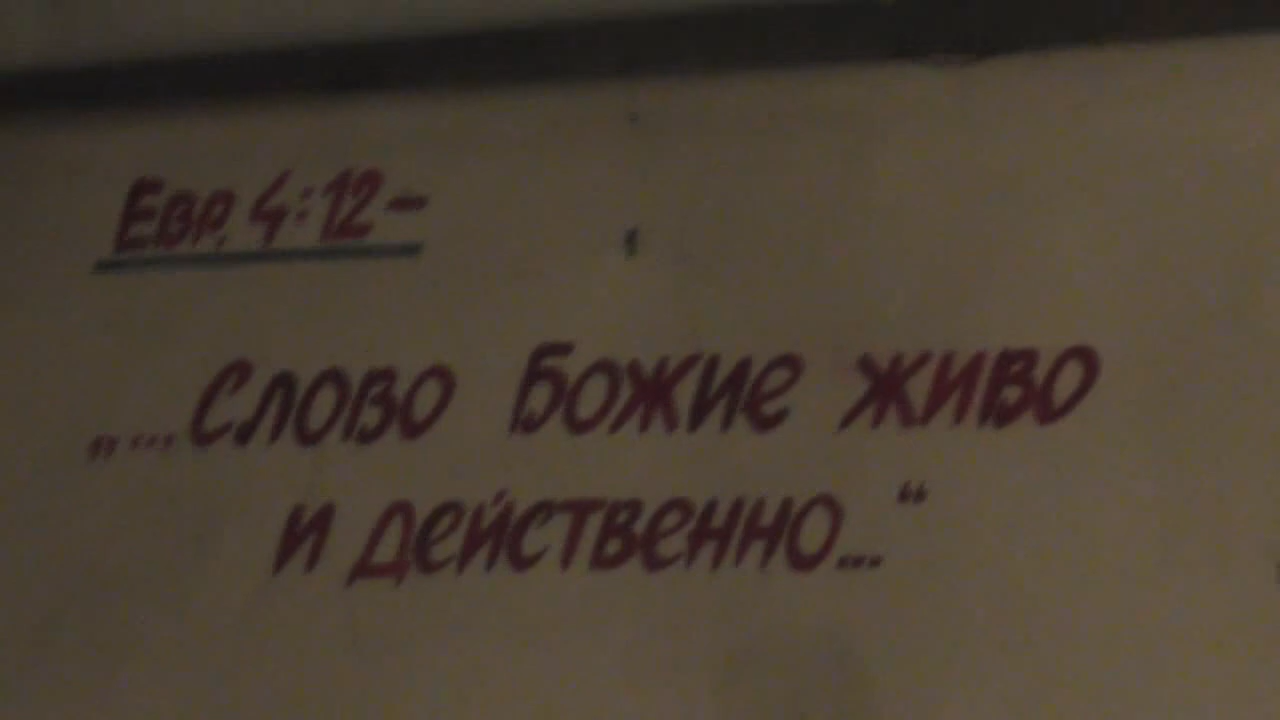 Евр. 4:12-
„...Слово Божие живо
и действенно...“